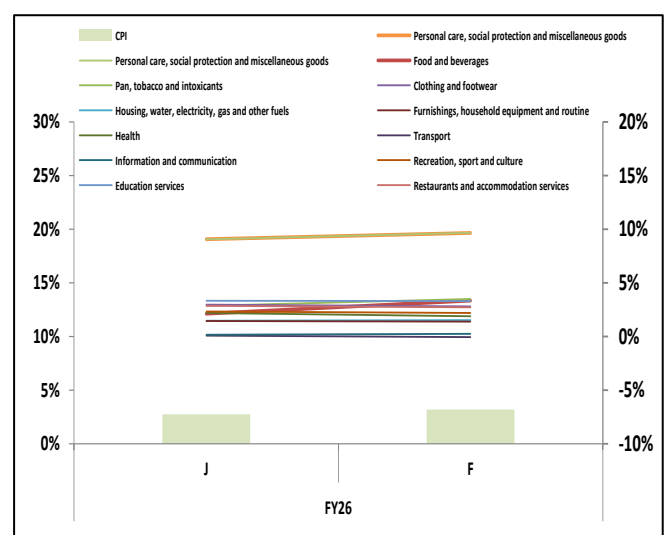 CPI
Personal care, social protection and miscellaneous goods
Personal care, social protection and miscellaneous goods
Food and beverages
Pan, tobacco and intoxicants
Clothing and footwear
Housing, water, electricity, gas and other fuels
Furnishings, household equipment and routine
Health
Transport
Information and communication
Recreation, sport and culture
Education services
Restaurants and accommodation services
30%
25%
20%
15%
10%
5%
0%
20%
15%
10%
5%
0%
-5%
-10%
J
F
FY26